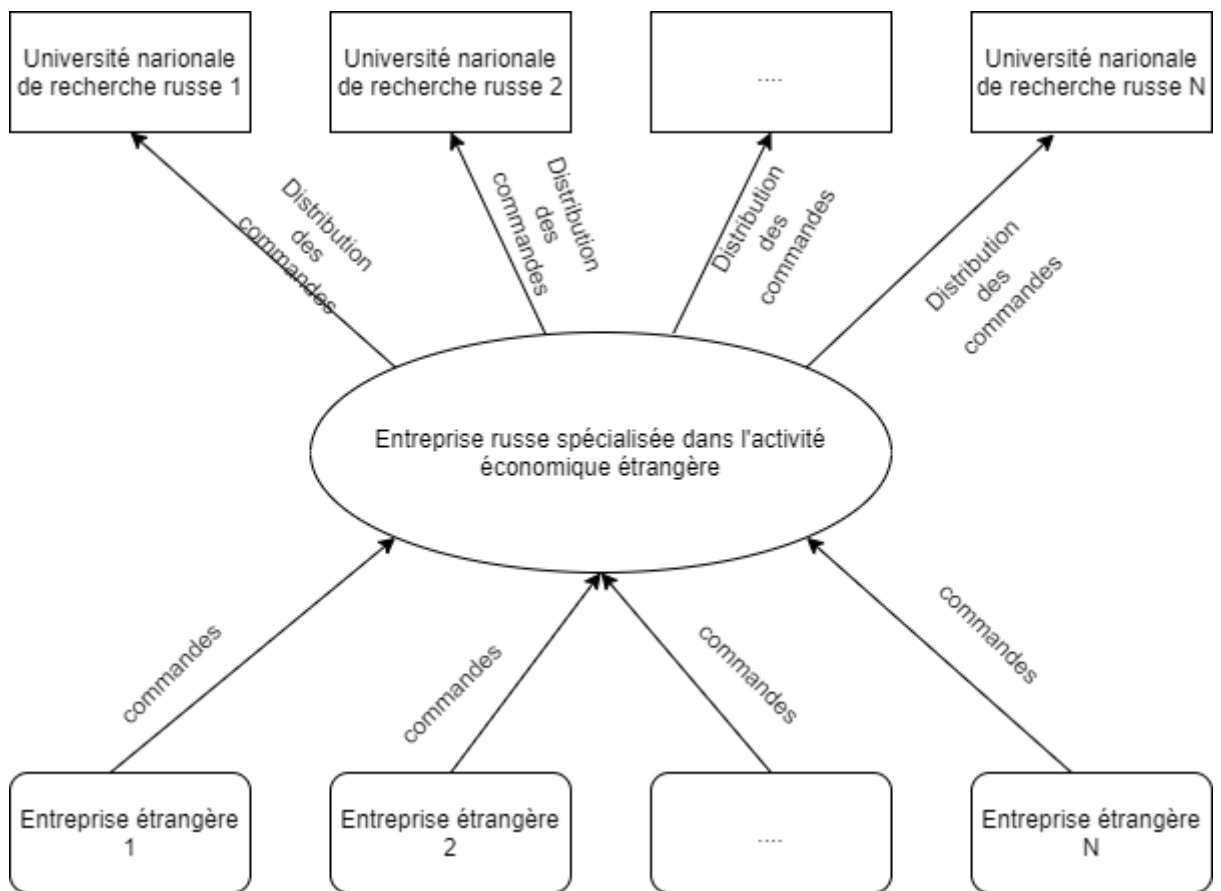 Université narionale
de recherche russe 1
Université narionale
de recherche russe 2
....
Université narionale
de recherche russe N
Distribution
des
commandes
Distribution
des
commandes
Distribution
des
commandes
Distribution
des
commandes
Entreprise russe spécialisée dans l'activité
économique étrangère
commandes
commandes
commandes
commandes
Entreprise étrangère
1
Entreprise étrangère
2
....
Entreprise étrangère
N